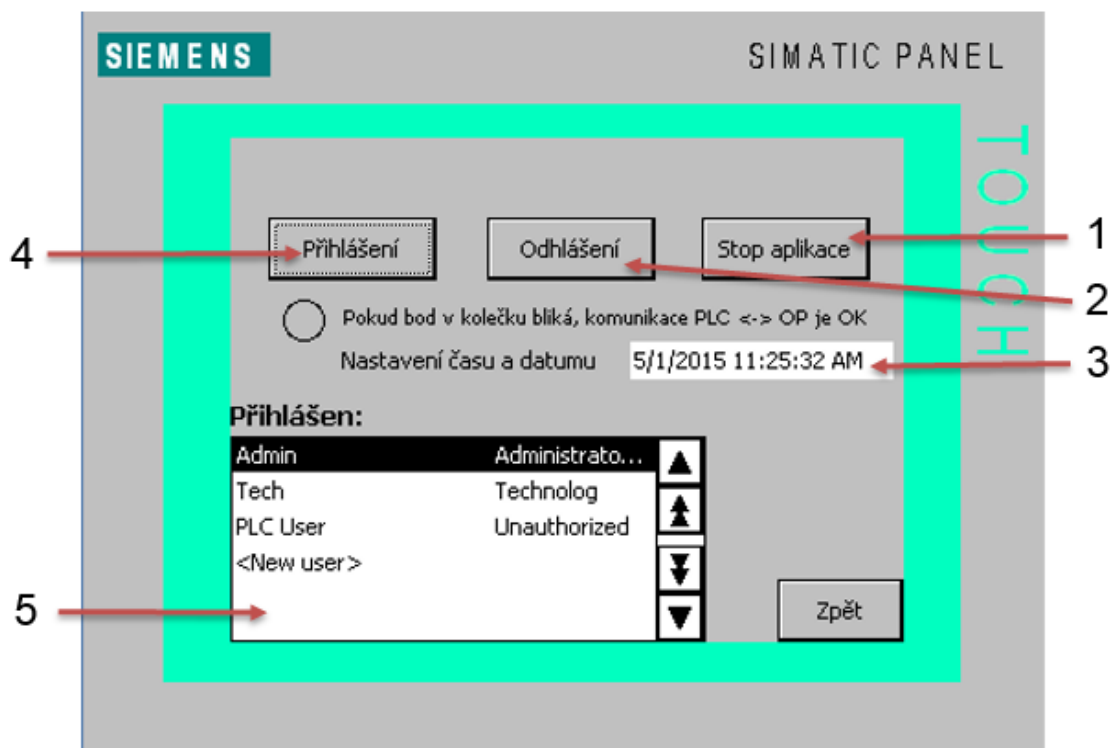 SIEMENS
SIMATIC PANEL
TOUCH
4
Přihlášení
Odhlášení
Stop aplikace
1
2
Pokud bod v kolečku bliká, komunikace PLC <-> OP je OK
Nastavení času a datumu 5/1/2015 11:25:32 AM
3
Přihlášen:
Admin Administrato...
Tech Technolog
PLC User Unauthorized
<New user>
5
Zpět